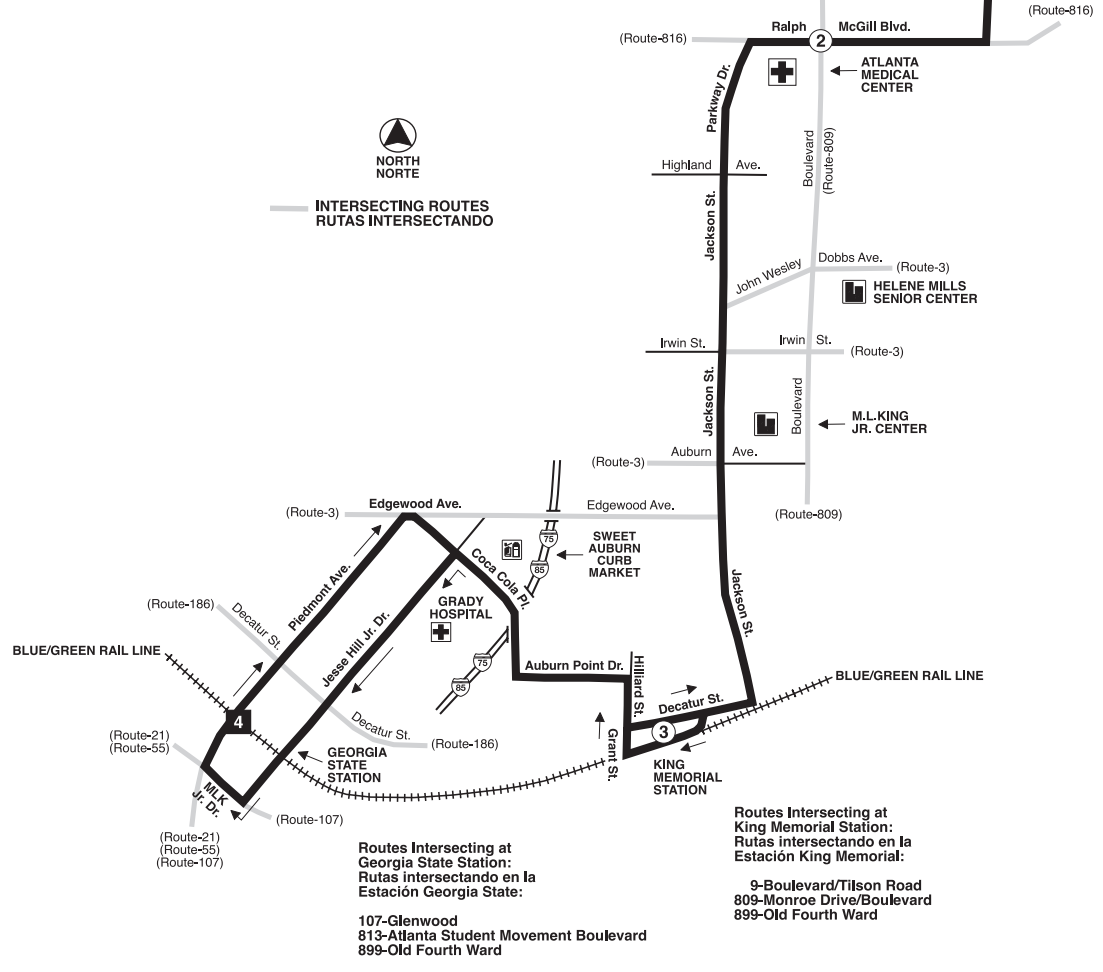 (Route-816)
Ralph
McGill Blvd.
(Route-816)
2
ATLANTA
MEDICAL
CENTER
Parkway Dr.
Boulevard
(Route-809)
NORTH
NORTE
Highland
Ave.
INTERSECTING ROUTES
RUTAS INTERSECTANDO
Jackson St.
John Wesley
Dobbs Ave.
(Route-3)
HELENE MILLS
SENIOR CENTER
Irwin St.
Irwin
St.
(Route-3)
Jackson St.
Boulevard
M.L.KING
JR. CENTER
(Route-3)
Auburn
Ave.
(Route-3)
Edgewood Ave.
Edgewood Ave.
(Route-809)
75
85
SWEET
AUBURN
CURB
MARKET
Coca Cola Pl.
Piedmont Ave.
Jackson St.
(Route-186)
Decatur St.
GRADY
HOSPITAL
Jesse Hill Jr. Dr.
BLUE/GREEN RAIL LINE
75
85
Auburn Point Dr.
Hilliard St.
BLUE/GREEN RAIL LINE
Decatur St.
4
Decatur St.
3
(Route-21)
(Route-55)
(Route-186)
GEORGIA
STATE
STATION
Grant St.
KING
MEMORIAL
STATION
MLK
Jr. Dr.
(Route-107)
(Route-21)
(Route-55)
(Route-107)
Routes Intersecting at
Georgia State Station:
Rutas intersectando en la
Estación Georgia State:
107-Glenwood
813-Atlanta Student Movement Boulevard
899-Old Fourth Ward
Routes Intersecting at
King Memorial Station:
Rutas intersectando en la
Estación King Memorial:
9-Boulevard/Tilson Road
809-Monroe Drive/Boulevard
899-Old Fourth Ward